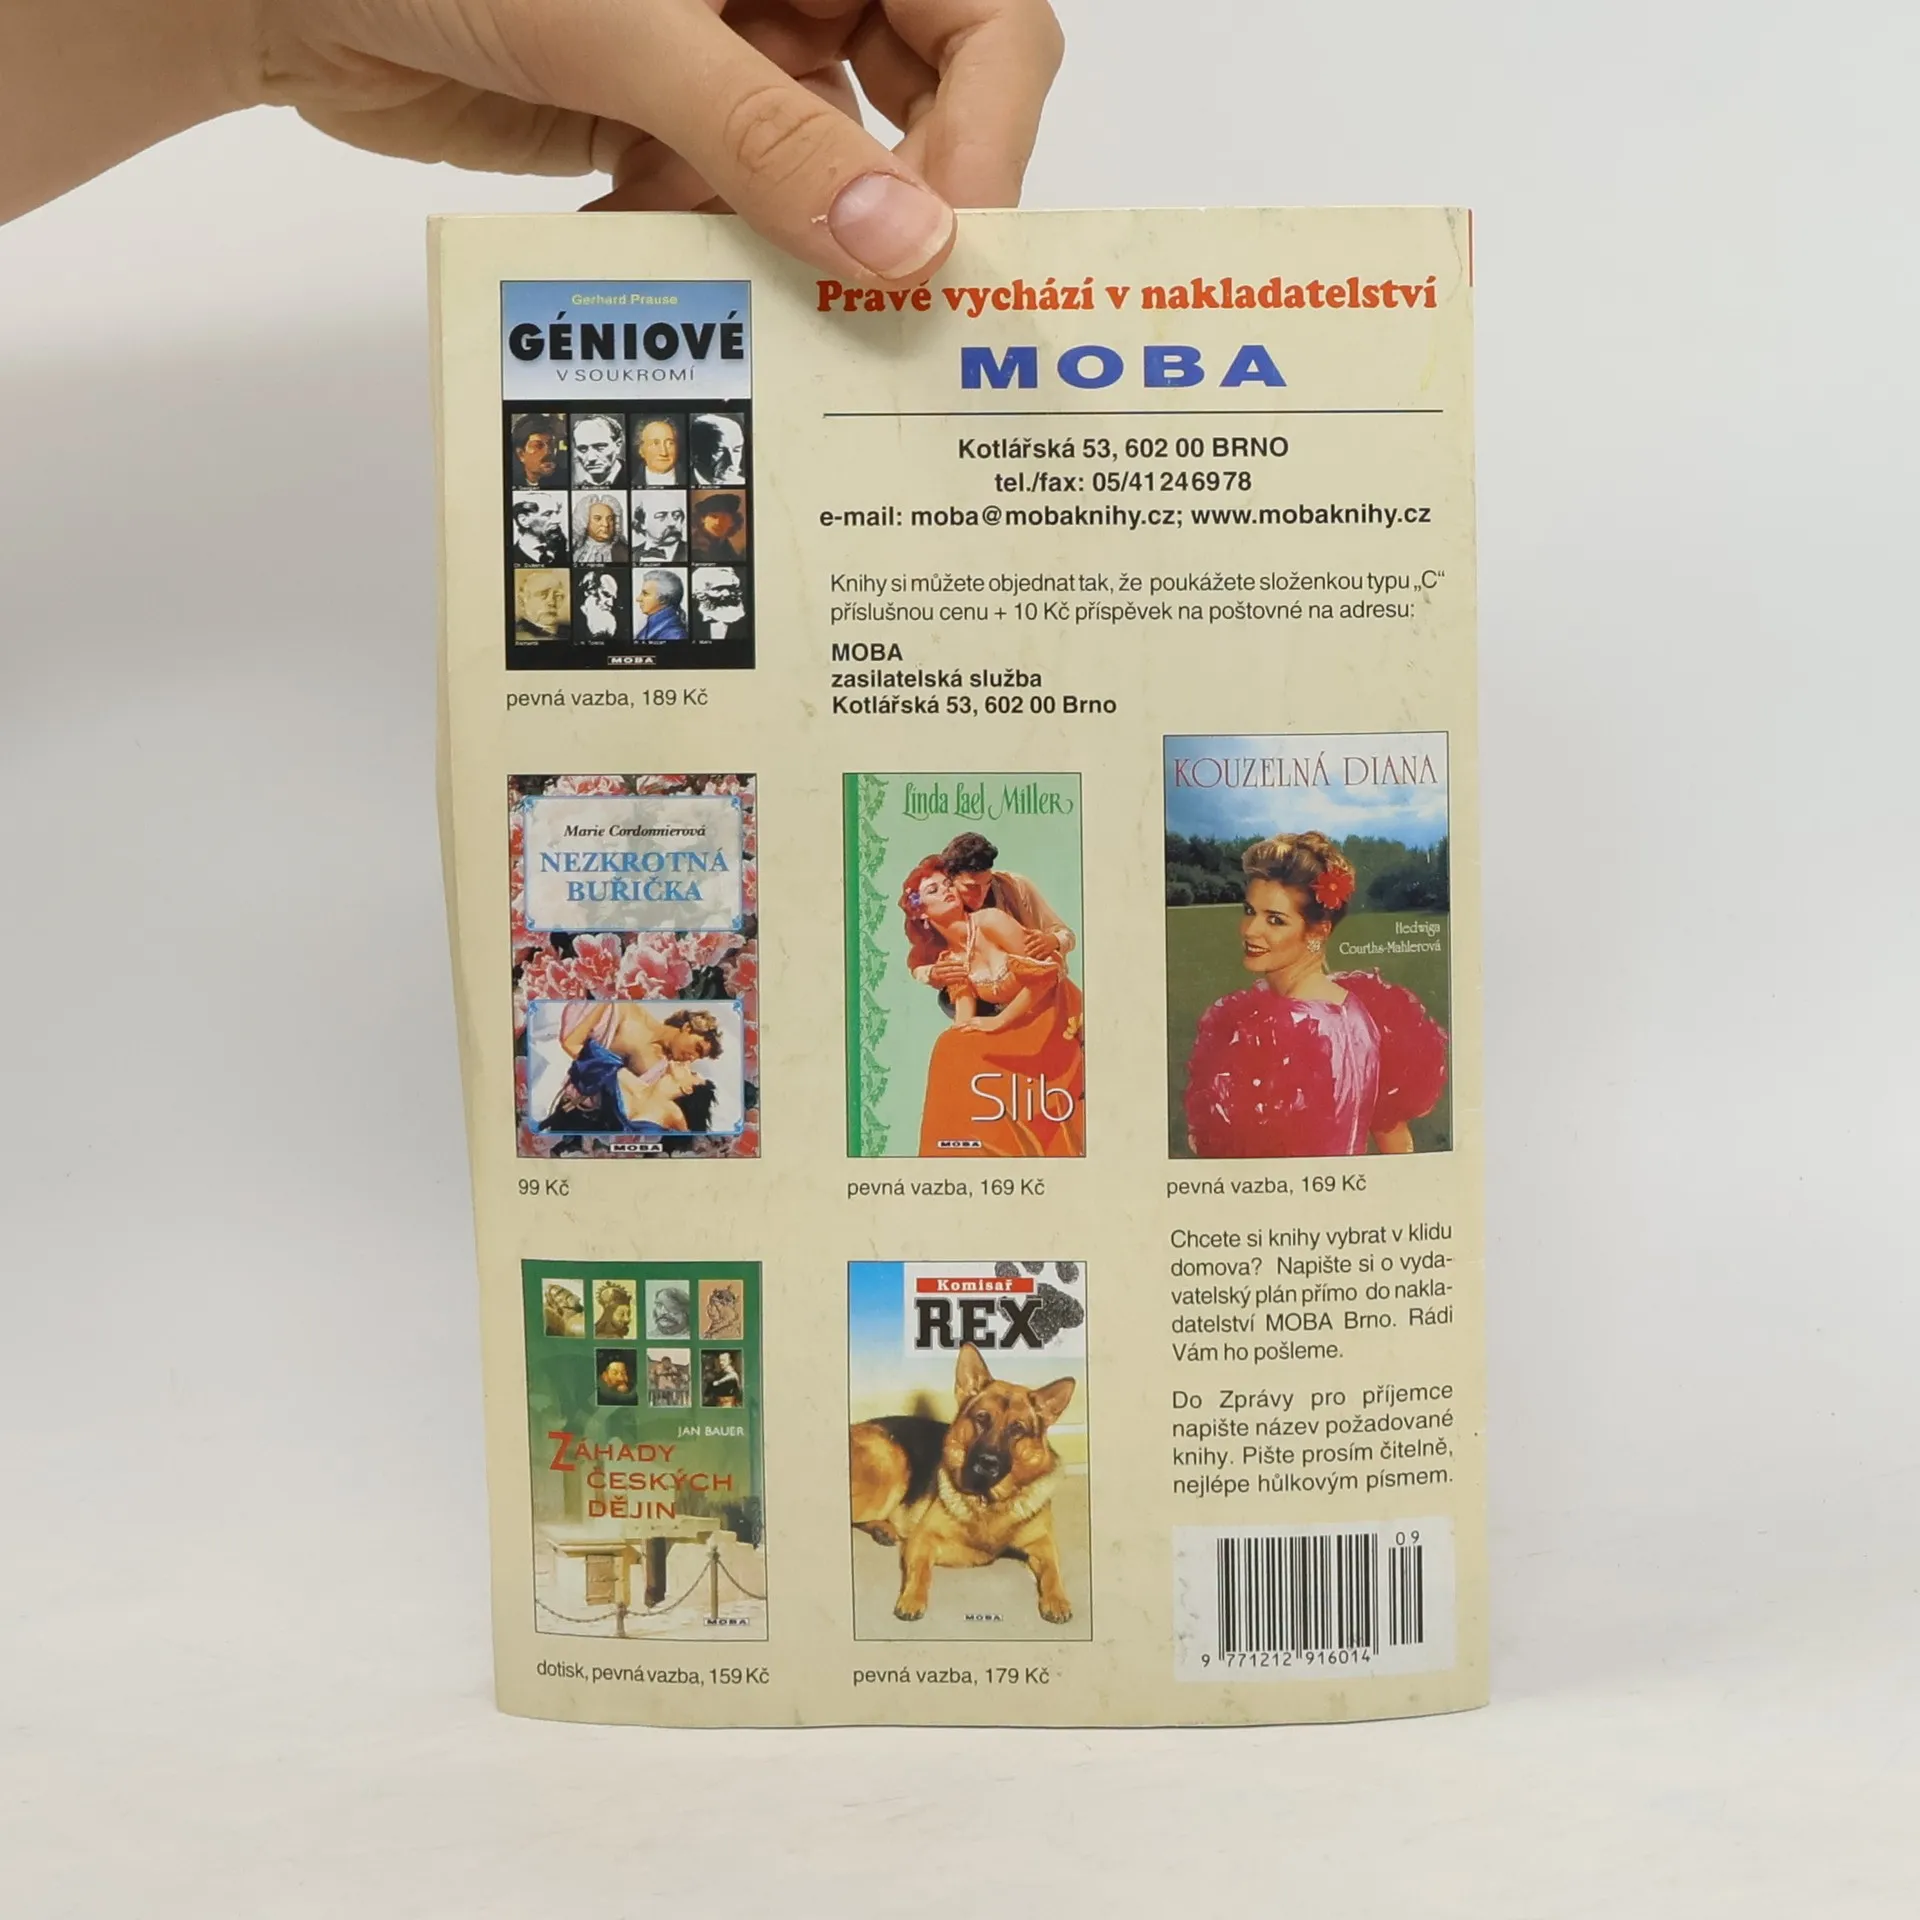 Gerhard Prause
GÉNIOVÉ
V SOUKROMÍ
MOBA
pevná vazba, 189 Kč
Právě vychází v nakladatelství
MOBA
Kotlářská 53, 602 00 BRNO
tel./fax: 05/41246978
e-mail: moba@mobaknihy.cz; www.mobaknihy.cz
Knihy si můžete objednat tak, že poukážete složenkou typu „C“
příslušnou cenu + 10 Kč příspěvek na poštovné na adresu:
MOBA
zasilatelská služba
Kotlářská 53, 602 00 Brno
Marie Cordonnierová
NEZKROTNÁ
BUŘIČKA
MOBA
99 Kč
Linda Lael Miller
Slib
MOBA
pevná vazba, 169 Kč
KOUZELNÁ DIANA
Hedwiga
Courths-Mahlerová
pevná vazba, 169 Kč
JAN BAUER
ZÁHADY
ČESKÝCH
DĚJIN
MOBA
dotisk, pevná vazba, 159 Kč
Komisař
REX
MOBA
pevná vazba, 179 Kč
Chcete si knihy vybrat v klidu
domova? Napište si o vyda-
vatelský plán přímo do nakla-
datelství MOBA Brno. Rádi
Vám ho pošleme.
Do Zprávy pro příjemce
napište název požadované
knihy. Pište prosím čitelně,
nejlépe hůlkovým písmem.
09
9 771212 916014